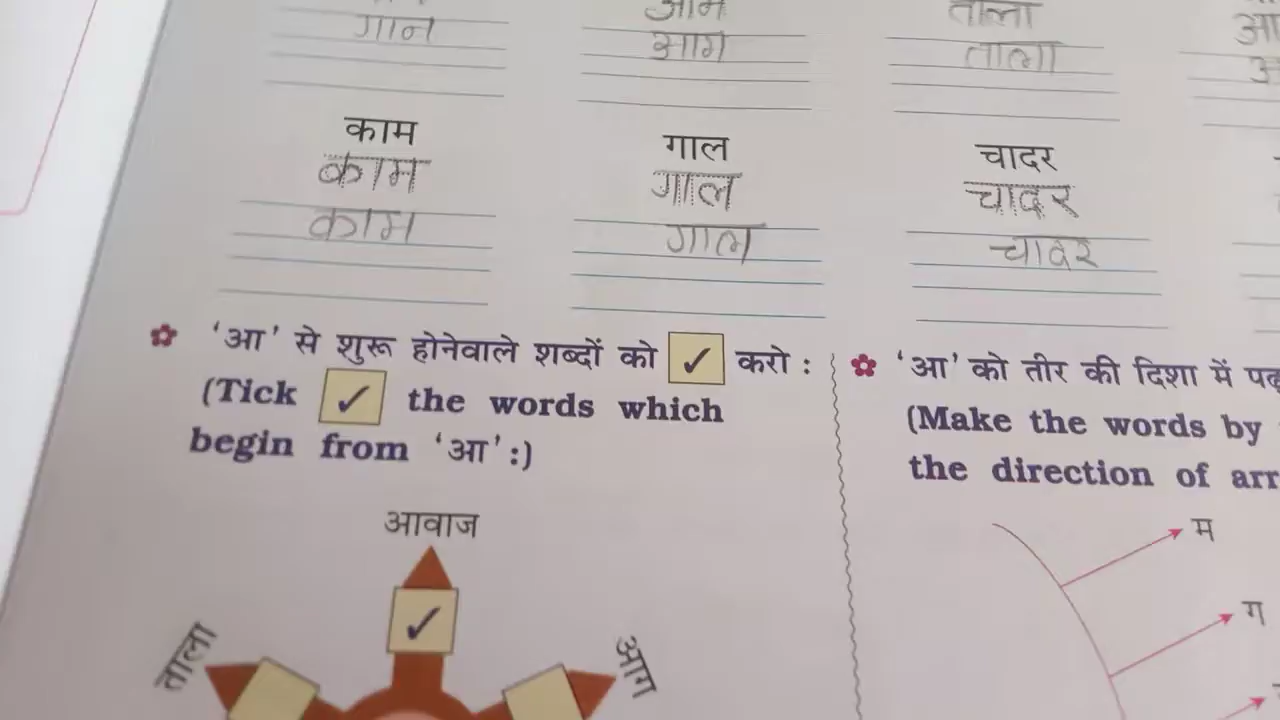 गान आम ताला
आग ताला
काम गाल चादर
काम गाल चादर
काम गाल चादर
'आ' से शुरू होनेवाले शब्दों को ✓ करो :
(Tick ✓ the words which
begin from 'आ':)
आवाज
✓
ताला आग
'आ' को तीर की दिशा में
(Make the words by
the direction of
म
ग